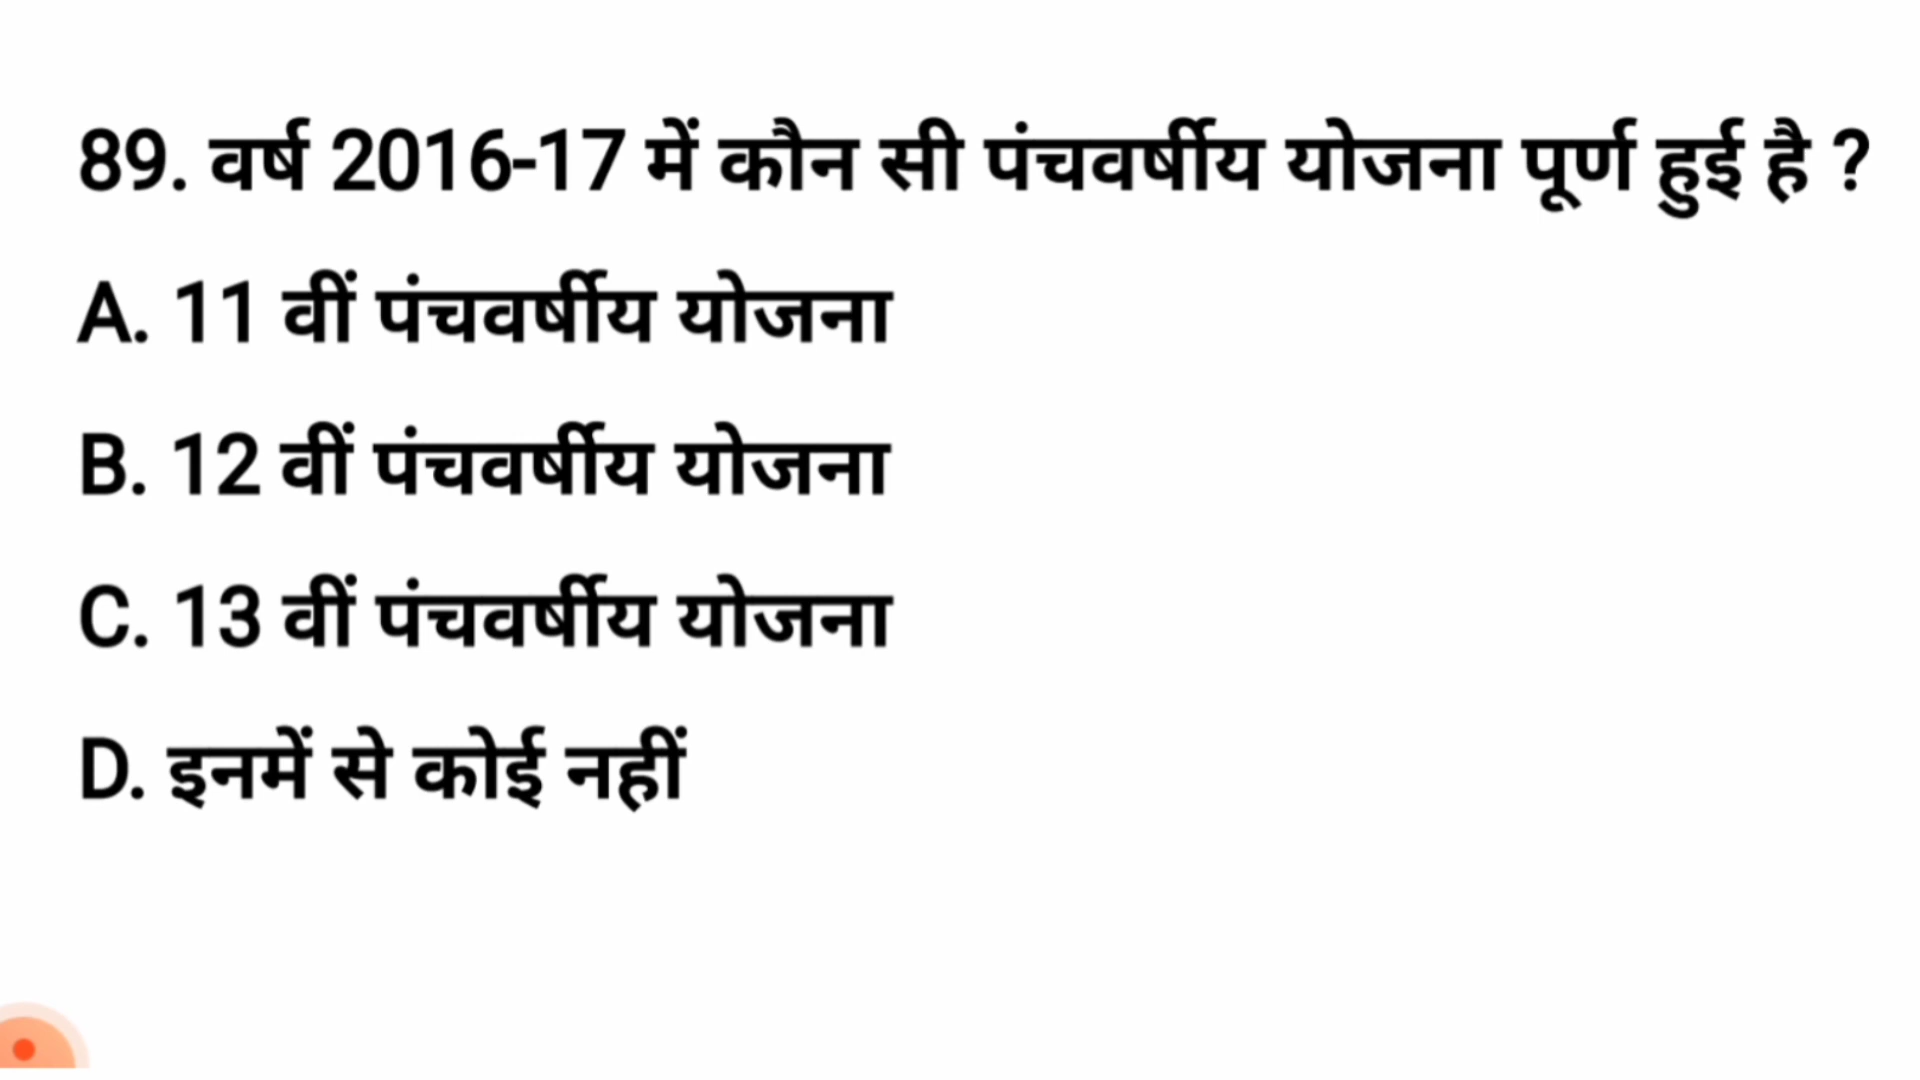 89. वर्ष 2016-17 में कौन सी पंचवर्षीय योजना पूर्ण हुई है ?
A. 11 वीं पंचवर्षीय योजना
B. 12 वीं पंचवर्षीय योजना
C. 13 वीं पंचवर्षीय योजना
D. इनमें से कोई नहीं